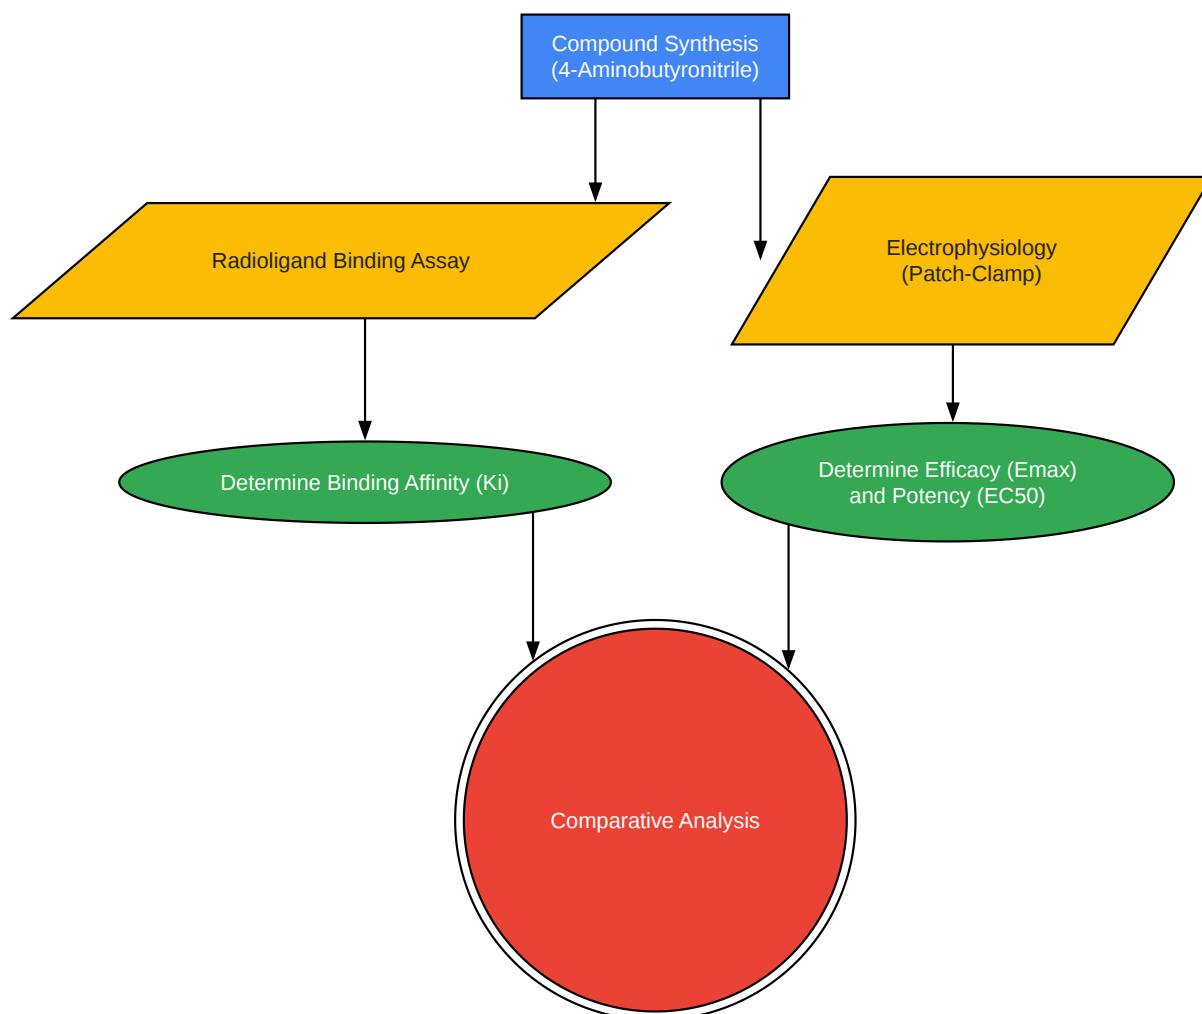 Compound Synthesis
(4-Aminobutyronitrile)
Radioligand Binding Assay
Electrophysiology
(Patch-Clamp)
Determine Binding Affinity (Ki)
Determine Efficacy (Emax)
and Potency (EC50)
Comparative Analysis